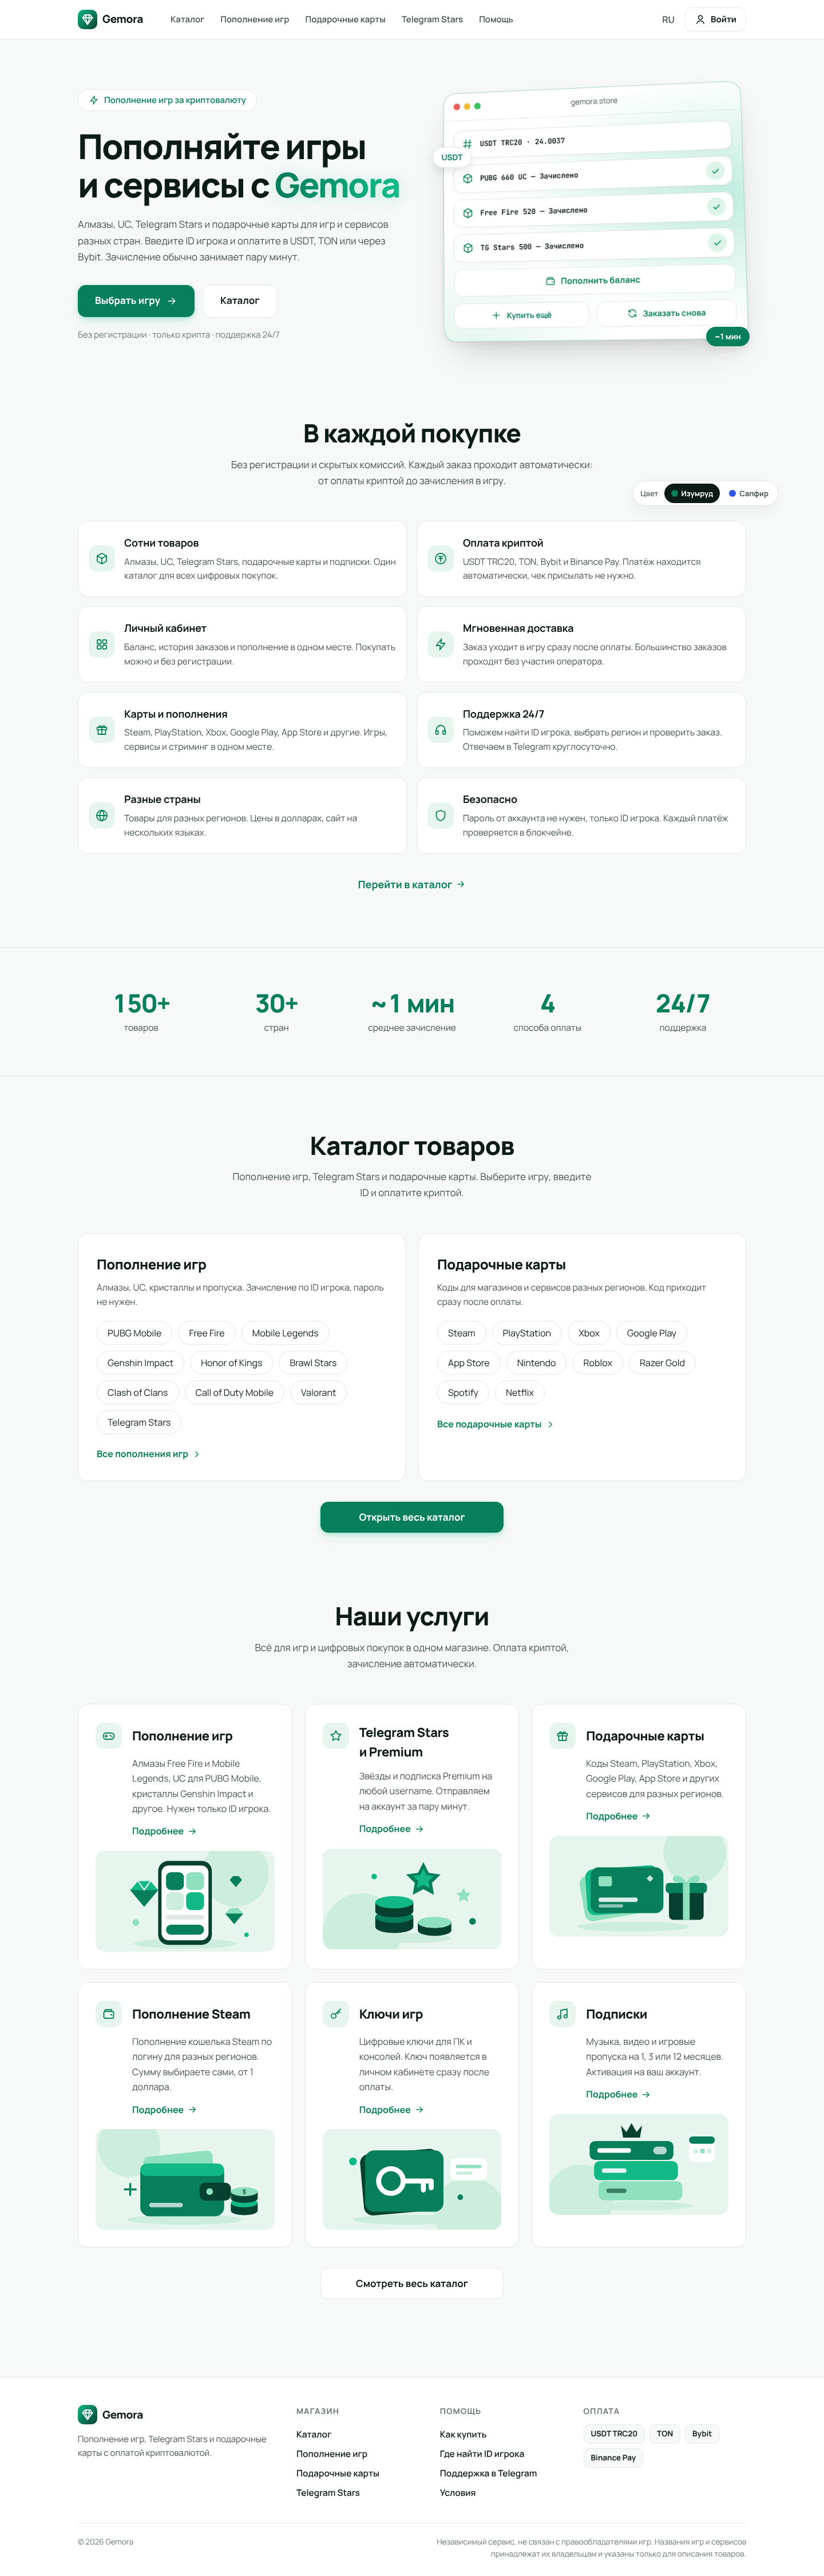 Gemora
Каталог
Пополнение игр
Подарочные карты
Telegram Stars
Помощь
RU
Войти
Пополнение игр за криптовалюту
Пополняйте игры
и сервисы с Gemora
Алмазы, UC, Telegram Stars и подарочные карты для игр и сервисов
разных стран. Введите ID игрока и оплатите в USDT, TON или через
Bybit. Зачисление обычно занимает пару минут.
Выбрать игру
Каталог
Без регистрации · только крипта · поддержка 24/7
gemora.store
USDT TRC20 · 24.0037
USDT
PUBG 660 UC — Зачислено
Free Fire 520 — Зачислено
TG Stars 500 — Зачислено
Пополнить баланс
Купить ещё
Заказать снова
~1 мин
В каждой покупке
Без регистрации и скрытых комиссий. Каждый заказ проходит автоматически:
от оплаты криптой до зачисления в игру.
Цвет
Изумруд
Сапфир
Сотни товаров
Алмазы, UC, Telegram Stars, подарочные карты и подписки. Один
каталог для всех цифровых покупок.
Оплата криптой
USDT TRC20, TON, Bybit и Binance Pay. Платёж находится
автоматически, чек присылать не нужно.
Личный кабинет
Баланс, история заказов и пополнение в одном месте. Покупать
можно и без регистрации.
Мгновенная доставка
Заказ уходит в игру сразу после оплаты. Большинство заказов
проходят без участия оператора.
Карты и пополнения
Steam, PlayStation, Xbox, Google Play, App Store и другие. Игры,
сервисы и стриминг в одном месте.
Поддержка 24/7
Поможем найти ID игрока, выбрать регион и проверить заказ.
Отвечаем в Telegram круглосуточно.
Разные страны
Товары для разных регионов. Цены в долларах, сайт на
нескольких языках.
Безопасно
Пароль от аккаунта не нужен, только ID игрока. Каждый платёж
проверяется в блокчейне.
Перейти в каталог
150+
товаров
30+
стран
~1 мин
среднее зачисление
4
способа оплаты
24/7
поддержка
Каталог товаров
Пополнение игр, Telegram Stars и подарочные карты. Выберите игру, введите
ID и оплатите криптой.
Пополнение игр
Алмазы, UC, кристаллы и пропуска. Зачисление по ID игрока, пароль
не нужен.
PUBG Mobile
Free Fire
Mobile Legends
Genshin Impact
Honor of Kings
Brawl Stars
Clash of Clans
Call of Duty Mobile
Valorant
Telegram Stars
Все пополнения игр
Подарочные карты
Коды для магазинов и сервисов разных регионов. Код приходит
сразу после оплаты.
Steam
PlayStation
Xbox
Google Play
App Store
Nintendo
Roblox
Razer Gold
Spotify
Netflix
Все подарочные карты
Открыть весь каталог
Наши услуги
Всё для игр и цифровых покупок в одном магазине. Оплата криптой,
зачисление автоматически.
Пополнение игр
Алмазы Free Fire и Mobile
Legends, UC для PUBG Mobile,
кристаллы Genshin Impact и
другое. Нужен только ID игрока.
Подробнее
Telegram Stars
и Premium
Звёзды и подписка Premium на
любой username. Отправляем
на аккаунт за пару минут.
Подробнее
Подарочные карты
Коды Steam, PlayStation, Xbox,
Google Play, App Store и других
сервисов для разных регионов.
Подробнее
Пополнение Steam
Пополнение кошелька Steam по
логину для разных регионов.
Сумму выбираете сами, от 1
доллара.
Подробнее
Ключи игр
Цифровые ключи для ПК и
консолей. Ключ появляется в
личном кабинете сразу после
оплаты.
Подробнее
Подписки
Музыка, видео и игровые
пропуска на 1, 3 или 12 месяцев.
Активация на ваш аккаунт.
Подробнее
Смотреть весь каталог
Gemora
Пополнение игр, Telegram Stars и подарочные
карты с оплатой криптовалютой.
МАГАЗИН
Каталог
Пополнение игр
Подарочные карты
Telegram Stars
ПОМОЩЬ
Как купить
Где найти ID игрока
Поддержка в Telegram
Условия
ОПЛАТА
USDT TRC20
TON
Bybit
Binance Pay
© 2026 Gemora
Независимый сервис, не связан с правообладателями игр. Названия игр и сервисов
принадлежат их владельцам и указаны только для описания товаров.